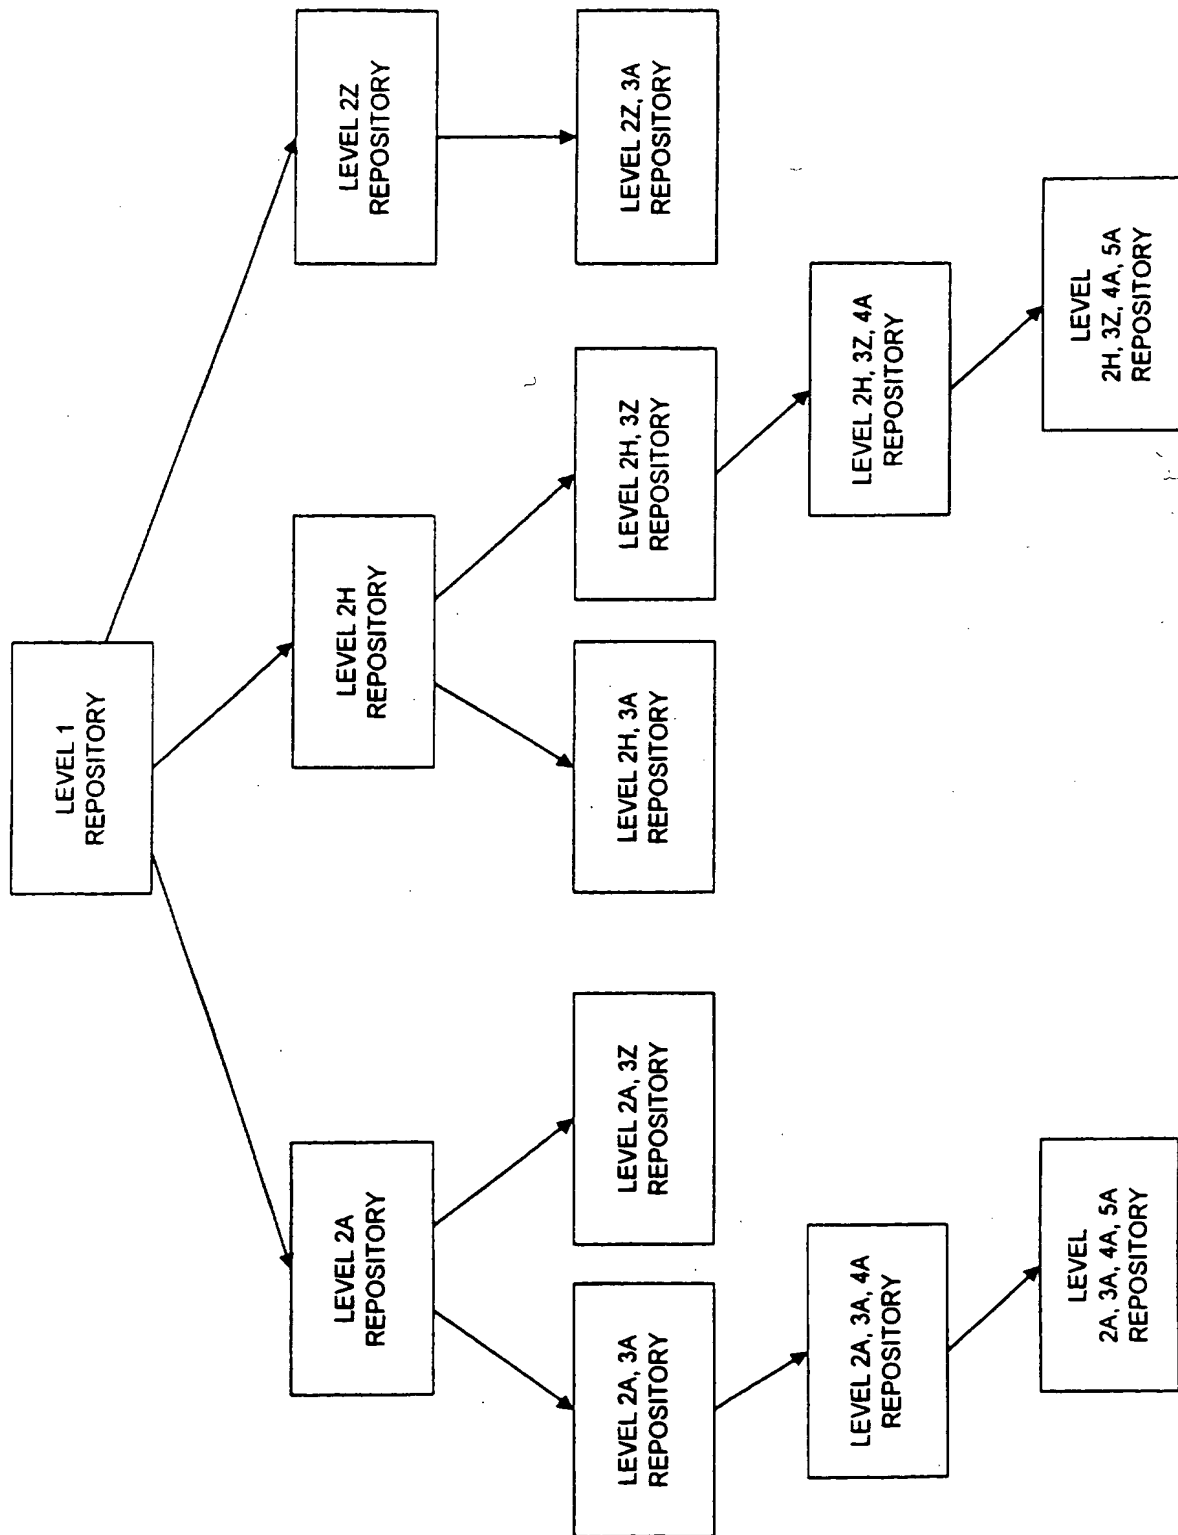 LEVEL 1
REPOSITORY
LEVEL 2A
REPOSITORY
LEVEL 2H
REPOSITORY
LEVEL 2Z
REPOSITORY
LEVEL 2A, 3A
REPOSITORY
LEVEL 2A, 3Z
REPOSITORY
LEVEL 2H, 3A
REPOSITORY
LEVEL 2H, 3Z
REPOSITORY
LEVEL 2Z, 3A
REPOSITORY
LEVEL 2A, 3A, 4A
REPOSITORY
LEVEL 2H, 3Z, 4A
REPOSITORY
LEVEL
2A, 3A, 4A, 5A
REPOSITORY
LEVEL
2H, 3Z, 4A, 5A
REPOSITORY